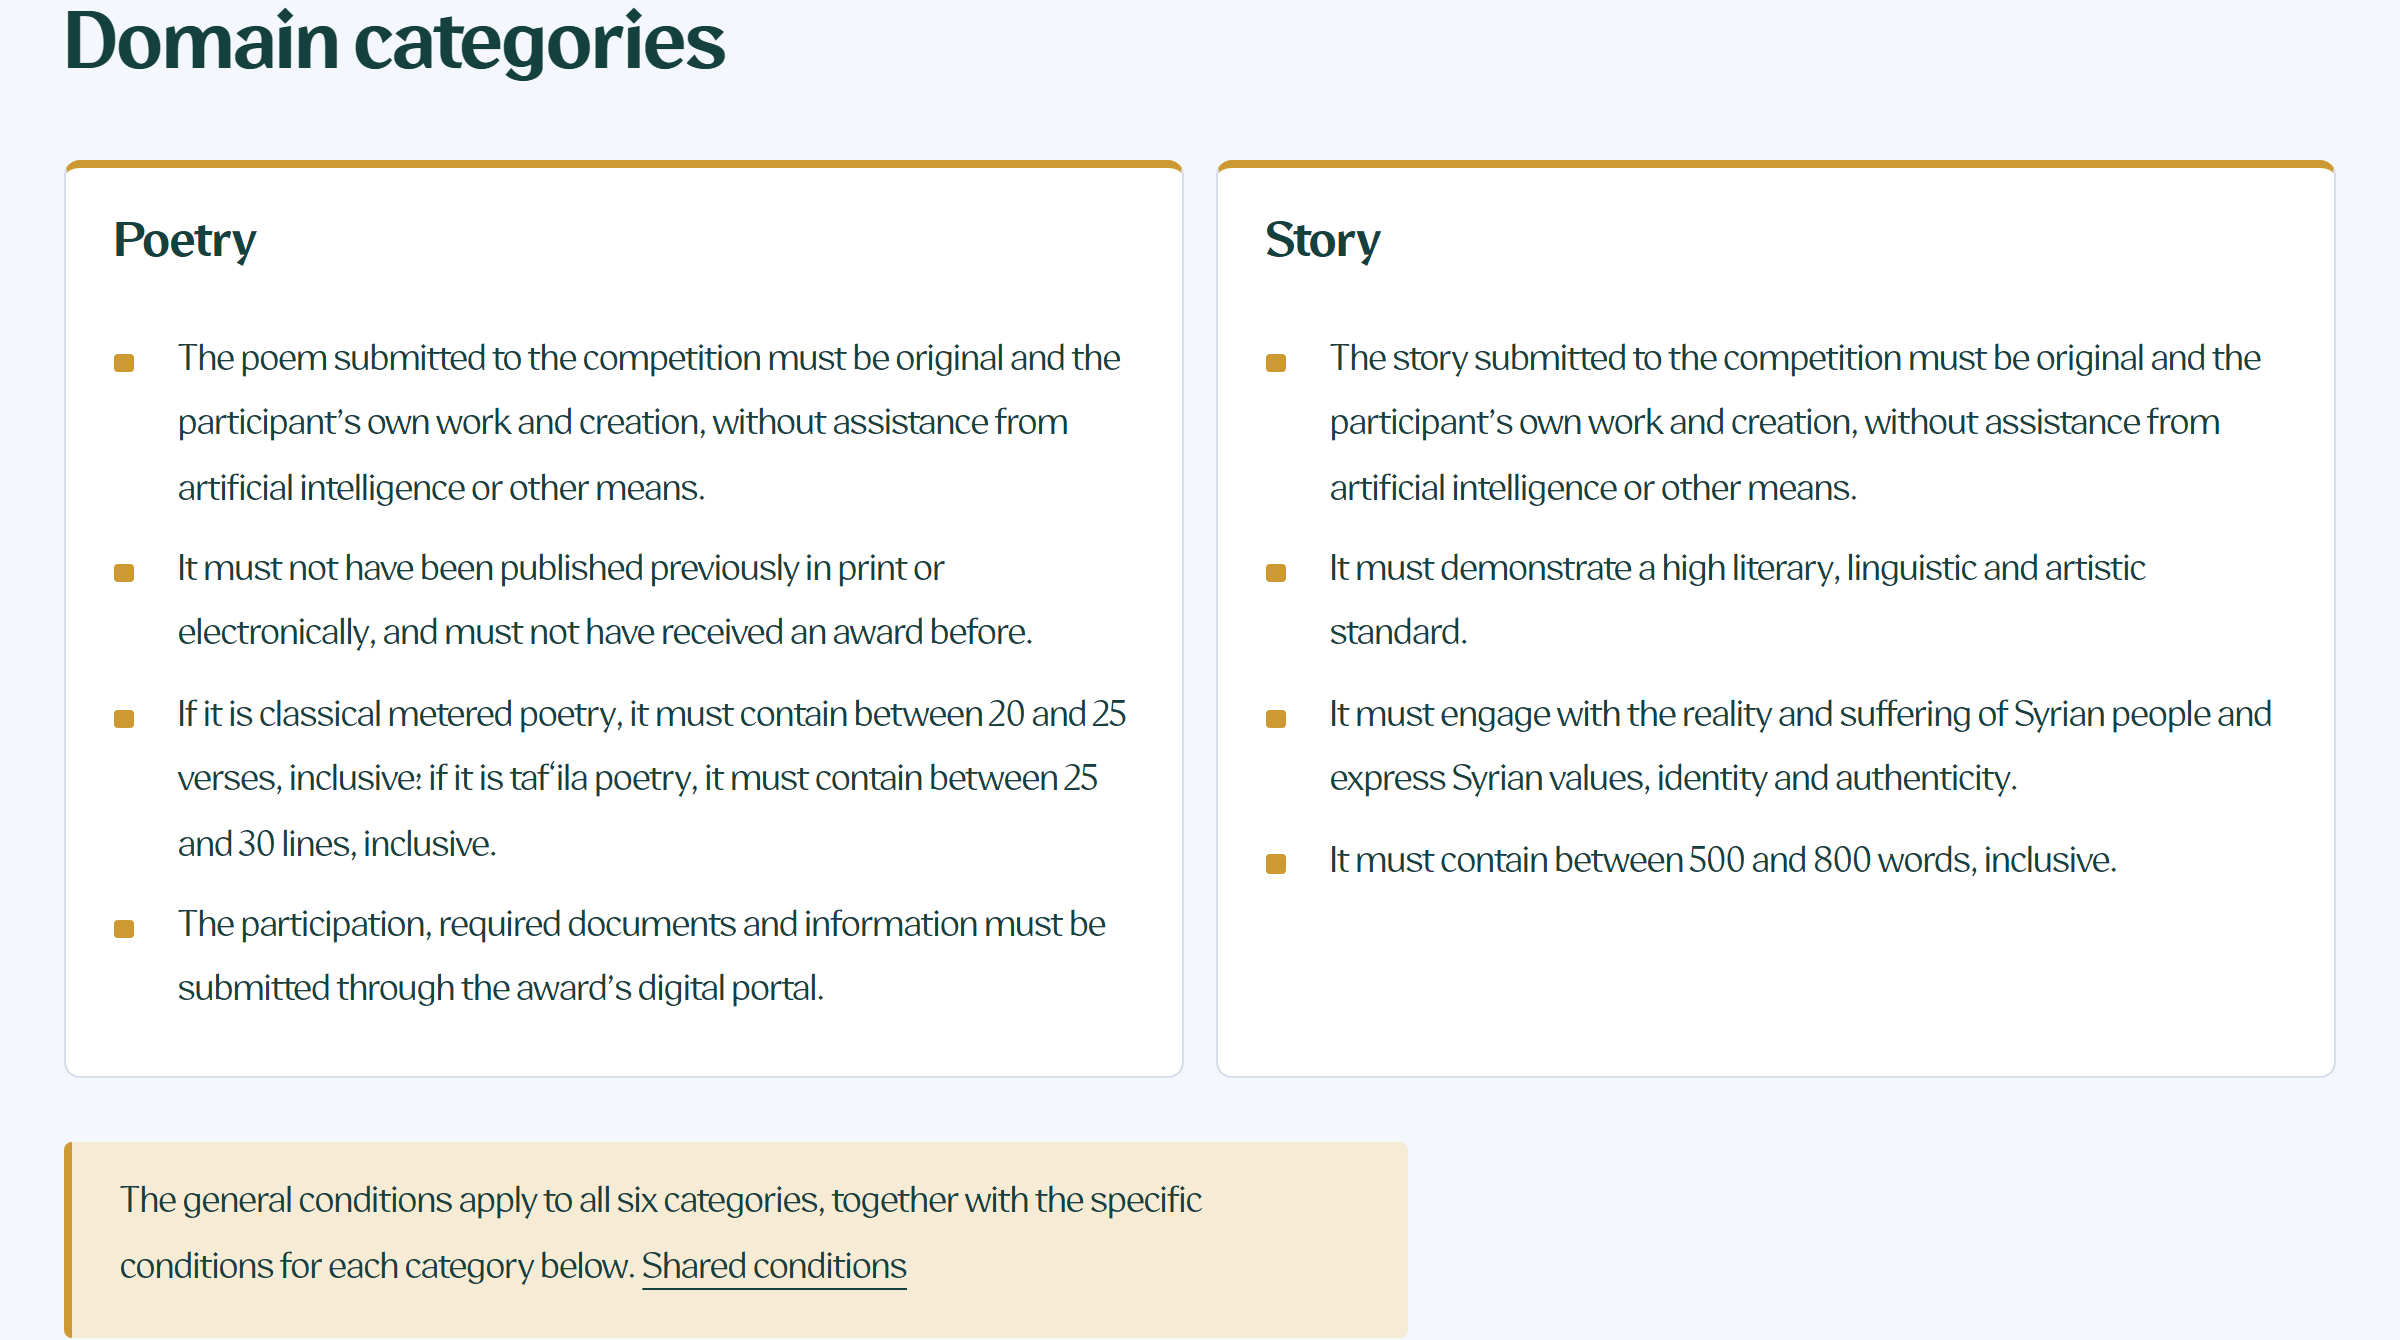 Domain categories
Poetry
The poem submitted to the competition must be original and the
participant’s own work and creation, without assistance from
artificial intelligence or other means.
It must not have been published previously in print or
electronically, and must not have received an award before.
If it is classical metered poetry, it must contain between 20 and 25
verses, inclusive; if it is taf‘ila poetry, it must contain between 25
and 30 lines, inclusive.
The participation, required documents and information must be
submitted through the award’s digital portal.
Story
The story submitted to the competition must be original and the
participant’s own work and creation, without assistance from
artificial intelligence or other means.
It must demonstrate a high literary, linguistic and artistic
standard.
It must engage with the reality and suffering of Syrian people and
express Syrian values, identity and authenticity.
It must contain between 500 and 800 words, inclusive.
The general conditions apply to all six categories, together with the specific
conditions for each category below. Shared conditions